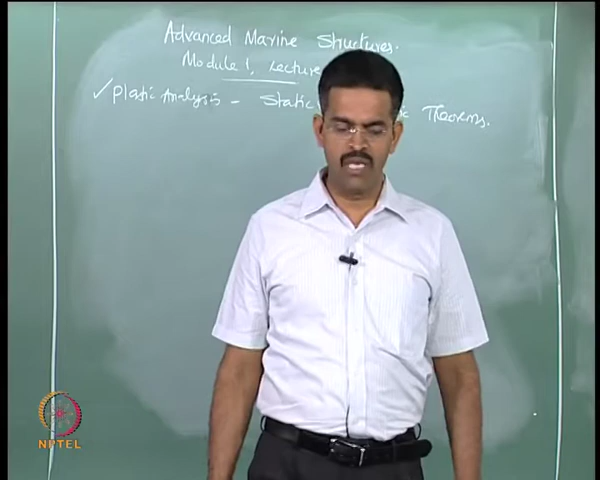 Advanced Marine Structures.
Module 1, Lecture
✓ Plastic Analysis - Static Theorems.
NPTEL